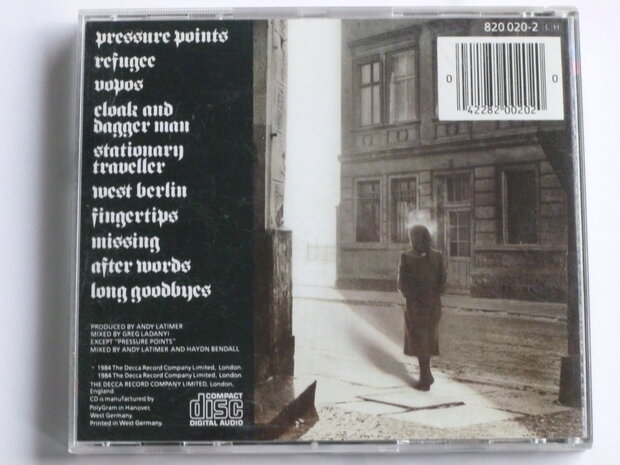 pressure points
refugee
vopos
cloak and
dagger man
stationary
traveller
west berlin
fingertips
missing
after words
long goodbyes
PRODUCED BY ANDY LATIMER
MIXED BY GREG LADANYI
EXCEPT "PRESSURE POINTS"
MIXED BY ANDY LATIMER AND HAYDN BENDALL
1984 The Decca Record Company Limited, London
1984 The Decca Record Company Limited, London.
THE DECCA RECORD COMPANY LIMITED, London,
England
CD is manufactured by
PolyGram in Hanover,
West Germany.
Printed in West Germany.
COMPACT
disc
DIGITAL AUDIO
820 020-2 LH
0 42282 00202 0